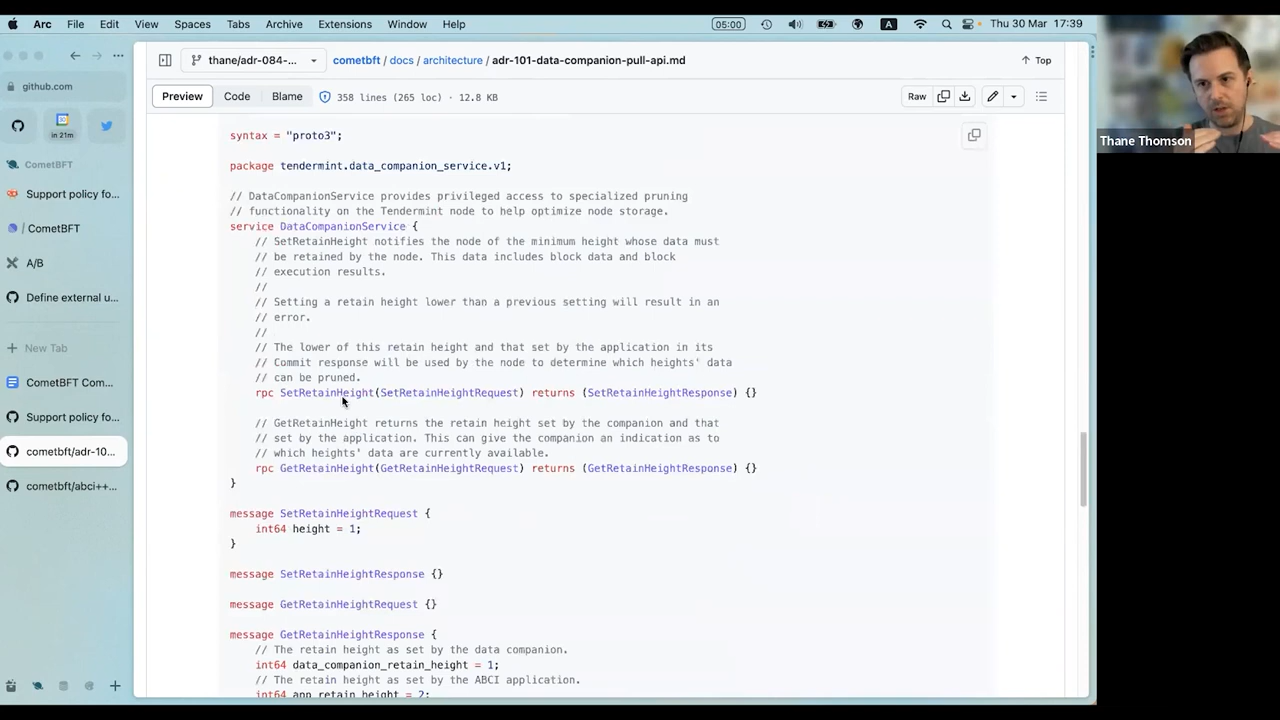 Arc File Edit View Spaces Tabs Archive Extensions Window Help 05:00 A Thu 30 Mar 17:39
github.com
in 21m
CometBFT
Support policy fo...
/ CometBFT
A/B
Define external u...
New Tab
CometBFT Com...
Support policy fo...
cometbft/adr-10...
cometbft/abci++...
thane/adr-084-... cometbft / docs / architecture / adr-101-data-companion-pull-api.md Top
Preview Code Blame 358 lines (265 loc) · 12.8 KB Raw
syntax = "proto3";
package tendermint.data_companion_service.v1;
// DataCompanionService provides privileged access to specialized pruning
// functionality on the Tendermint node to help optimize node storage.
service DataCompanionService {
// SetRetainHeight notifies the node of the minimum height whose data must
// be retained by the node. This data includes block data and block
// execution results.
//
// Setting a retain height lower than a previous setting will result in an
// error.
//
// The lower of this retain height and that set by the application in its
// Commit response will be used by the node to determine which heights' data
// can be pruned.
rpc SetRetainHeight(SetRetainHeightRequest) returns (SetRetainHeightResponse) {}
// GetRetainHeight returns the retain height set by the companion and that
// set by the application. This can give the companion an indication as to
// which heights' data are currently available.
rpc GetRetainHeight(GetRetainHeightRequest) returns (GetRetainHeightResponse) {}
}
message SetRetainHeightRequest {
int64 height = 1;
}
message SetRetainHeightResponse {}
message GetRetainHeightRequest {}
message GetRetainHeightResponse {
// The retain height as set by the data companion.
int64 data_companion_retain_height = 1;
// The retain height as set by the ABCI application.
int64 app_retain_height = 2;
Thane Thomson